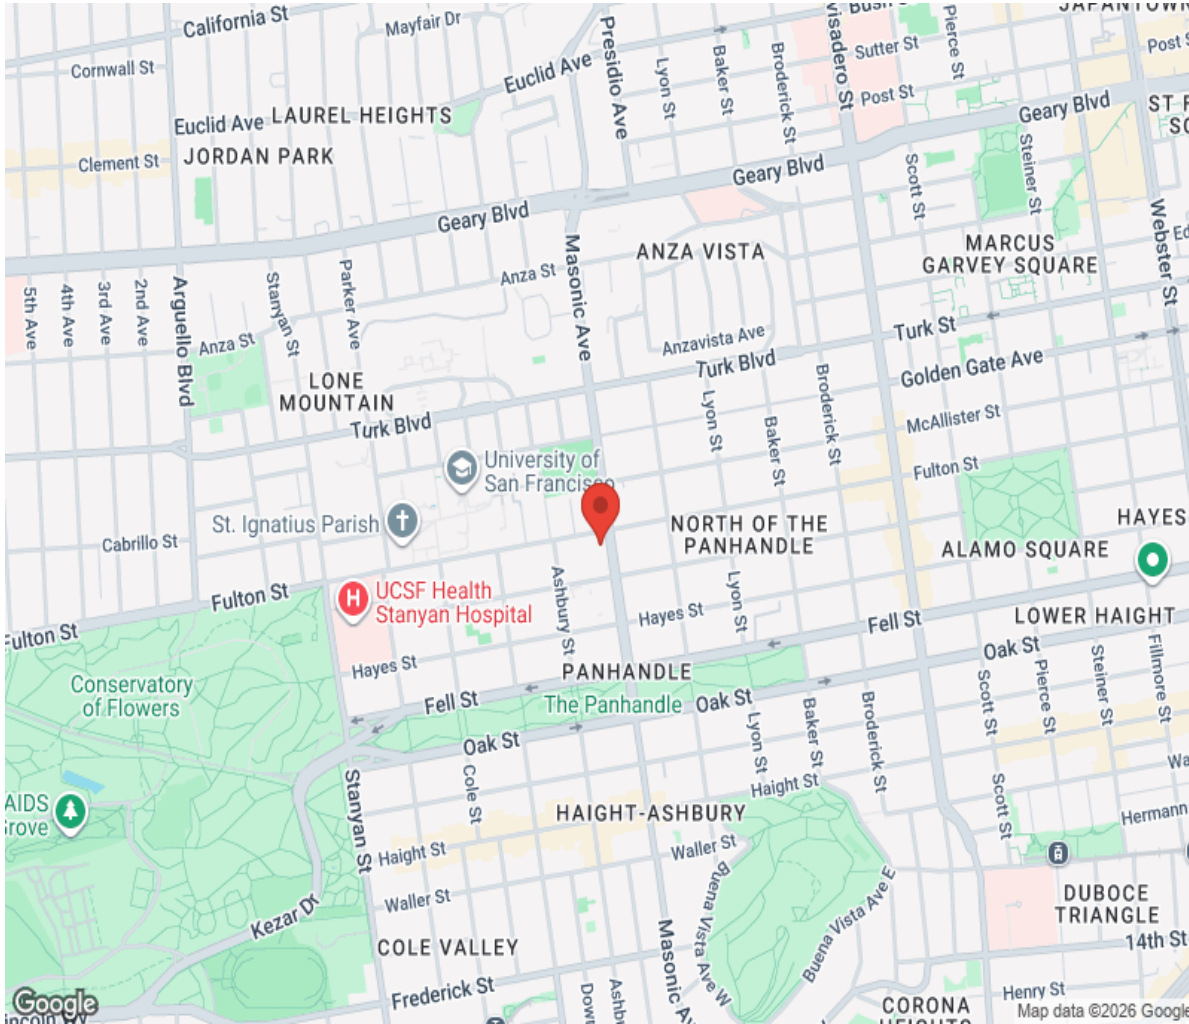 California St
Mayfair Dr
Presidio Ave
Pierce St
JAPANTOWN
Cornwall St
Euclid Ave
Lyon St
Baker St
Broderick St
Sutter St
Post St
Post St
Geary Blvd
Euclid Ave
LAUREL HEIGHTS
Clement St
JORDAN PARK
Geary Blvd
Scott St
Steiner St
Geary Blvd
Masonic Ave
ANZA VISTA
MARCUS
GARVEY SQUARE
Webster St
5th Ave
4th Ave
3rd Ave
2nd Ave
Arguello Blvd
Stanyan St
Parker Ave
Anza St
Anza St
Anzavista Ave
Turk St
Turk Blvd
Golden Gate Ave
LONE
MOUNTAIN
Turk Blvd
Lyon St
Baker St
Broderick St
McAllister St
University of
San Francisco
Fulton St
St. Ignatius Parish
NORTH OF THE
PANHANDLE
HAYES
Cabrillo St
ALAMO SQUARE
UCSF Health
Stanyan Hospital
Fulton St
Fulton St
Ashbury St
Lyon St
Hayes St
Fell St
LOWER HAIGHT
Hayes St
PANHANDLE
Oak St
Conservatory
of Flowers
Fell St
The Panhandle
Oak St
Scott St
Pierce St
Steiner St
Fillmore St
Oak St
Lyon St
Baker St
Broderick St
Stanyan St
Cole St
Haight St
AIDS
Grove
HAIGHT-ASHBURY
Scott St
Hermann
Haight St
Waller St
Waller St
Buena Vista Ave W
Buena Vista Ave E
DUBOCE
TRIANGLE
Kezar Dr
COLE VALLEY
Masonic Av
14th St
Frederick St
Ashbu
Henry St
CORONA
HEIGHTS
Google
Map data ©2026 Google